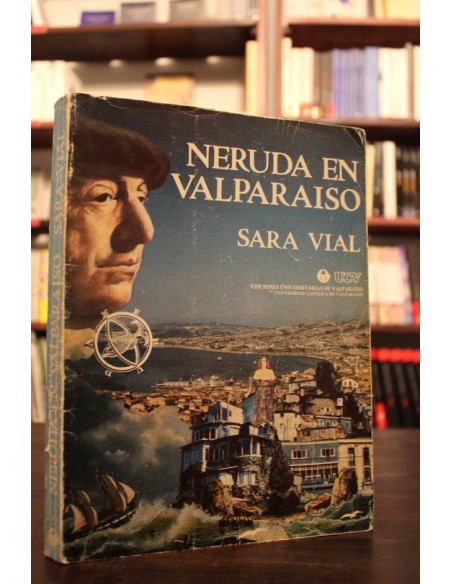 NERUDA EN
VALPARAISO
SARA VIAL
UCV
EDICIONES UNIVERSITARIAS DE VALPARAISO
UNIVERSIDAD CATOLICA DE VALPARAISO
SARA VIAL
NERUDA EN VALPARAISO